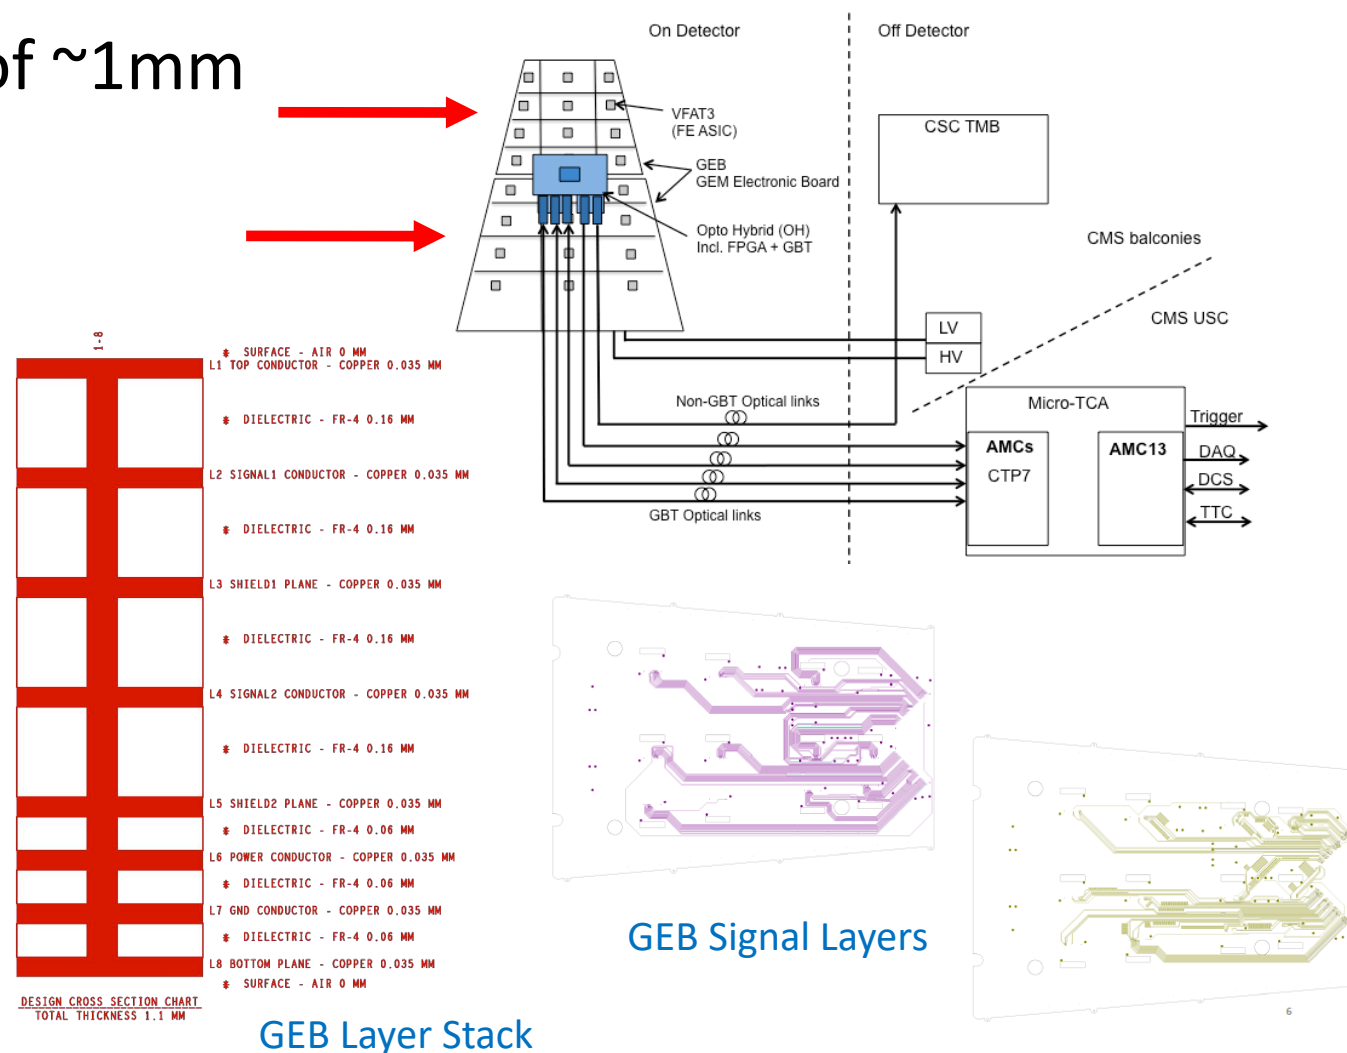 of ~1mm
On Detector
Off Detector
VFAT3
(FE ASIC)
GEB
GEM Electronic Board
Opto Hybrid (OH)
Incl. FPGA + GBT
CSC TMB
CMS balconies
CMS USC
LV
HV
Non-GBT Optical links
GBT Optical links
Micro-TCA
AMCs
CTP7
AMC13
Trigger
DAQ
DCS
TTC
1-8
* SURFACE - AIR 0 MM
L1 TOP CONDUCTOR - COPPER 0.035 MM
* DIELECTRIC - FR-4 0.16 MM
L2 SIGNAL1 CONDUCTOR - COPPER 0.035 MM
* DIELECTRIC - FR-4 0.16 MM
L3 SHIELD1 PLANE - COPPER 0.035 MM
* DIELECTRIC - FR-4 0.16 MM
L4 SIGNAL2 CONDUCTOR - COPPER 0.035 MM
* DIELECTRIC - FR-4 0.16 MM
L5 SHIELD2 PLANE - COPPER 0.035 MM
* DIELECTRIC - FR-4 0.06 MM
L6 POWER CONDUCTOR - COPPER 0.035 MM
* DIELECTRIC - FR-4 0.06 MM
L7 GND CONDUCTOR - COPPER 0.035 MM
* DIELECTRIC - FR-4 0.06 MM
L8 BOTTOM PLANE - COPPER 0.035 MM
* SURFACE - AIR 0 MM
DESIGN CROSS SECTION CHART
TOTAL THICKNESS 1.1 MM
GEB Layer Stack
GEB Signal Layers
6